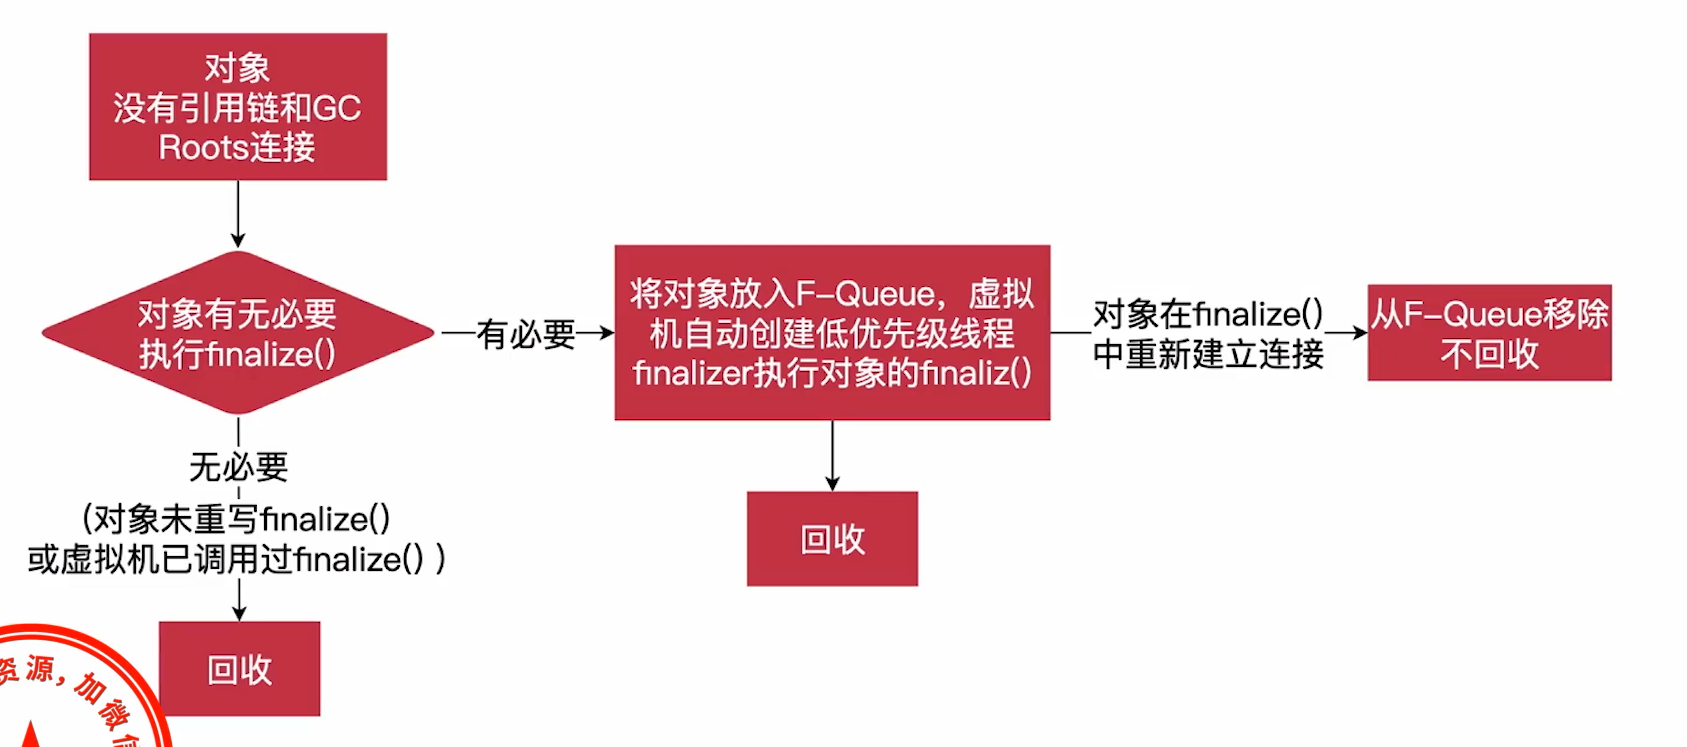 对象
没有引用链和GC
Roots连接
对象有无必要
执行finalize()
有必要
将对象放入F-Queue，虚拟
机自动创建低优先级线程
finalizer执行对象的finaliz()
对象在finalize()
中重新建立连接
从F-Queue移除
不回收
无必要
（对象未重写finalize()
或虚拟机已调用过finalize() ）
回收
回收
资源，加微信